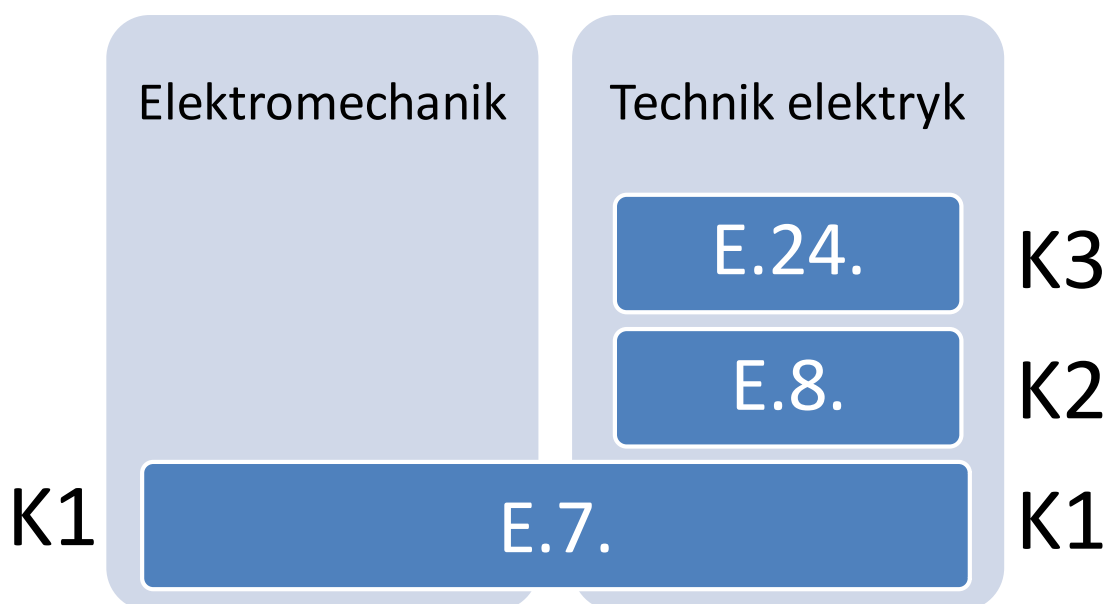 Elektromechanik
Technik elektryk
E.24.
K3
E.8.
K2
K1
E.7.
K1